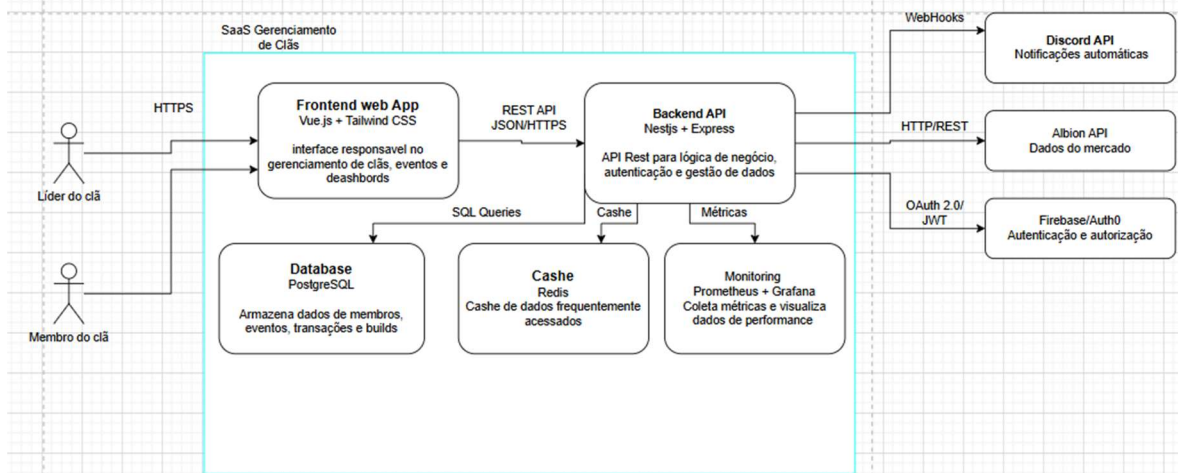 SaaS Gerenciamento
de Clãs
WebHooks
Discord API
Notificações automáticas
HTTPS
Frontend web App
Vue.js + Tailwind CSS
interface responsavel no
gerenciamento de clãs, eventos e
deashbords
REST API
JSON/HTTPS
Backend API
Nestjs + Express
API Rest para lógica de negócio,
autenticação e gestão de dados
HTTP/REST
Albion API
Dados do mercado
Líder do clã
SQL Queries
Cashe
Métricas
OAuth 2.0/
JWT
Firebase/Auth0
Autenticação e autorização
Database
PostgreSQL
Armazena dados de membros,
eventos, transações e builds
Cashe
Redis
Cashe de dados frequentemente
acessados
Monitoring
Prometheus + Grafana
Coleta métricas e visualiza
dados de performance
Membro do clã